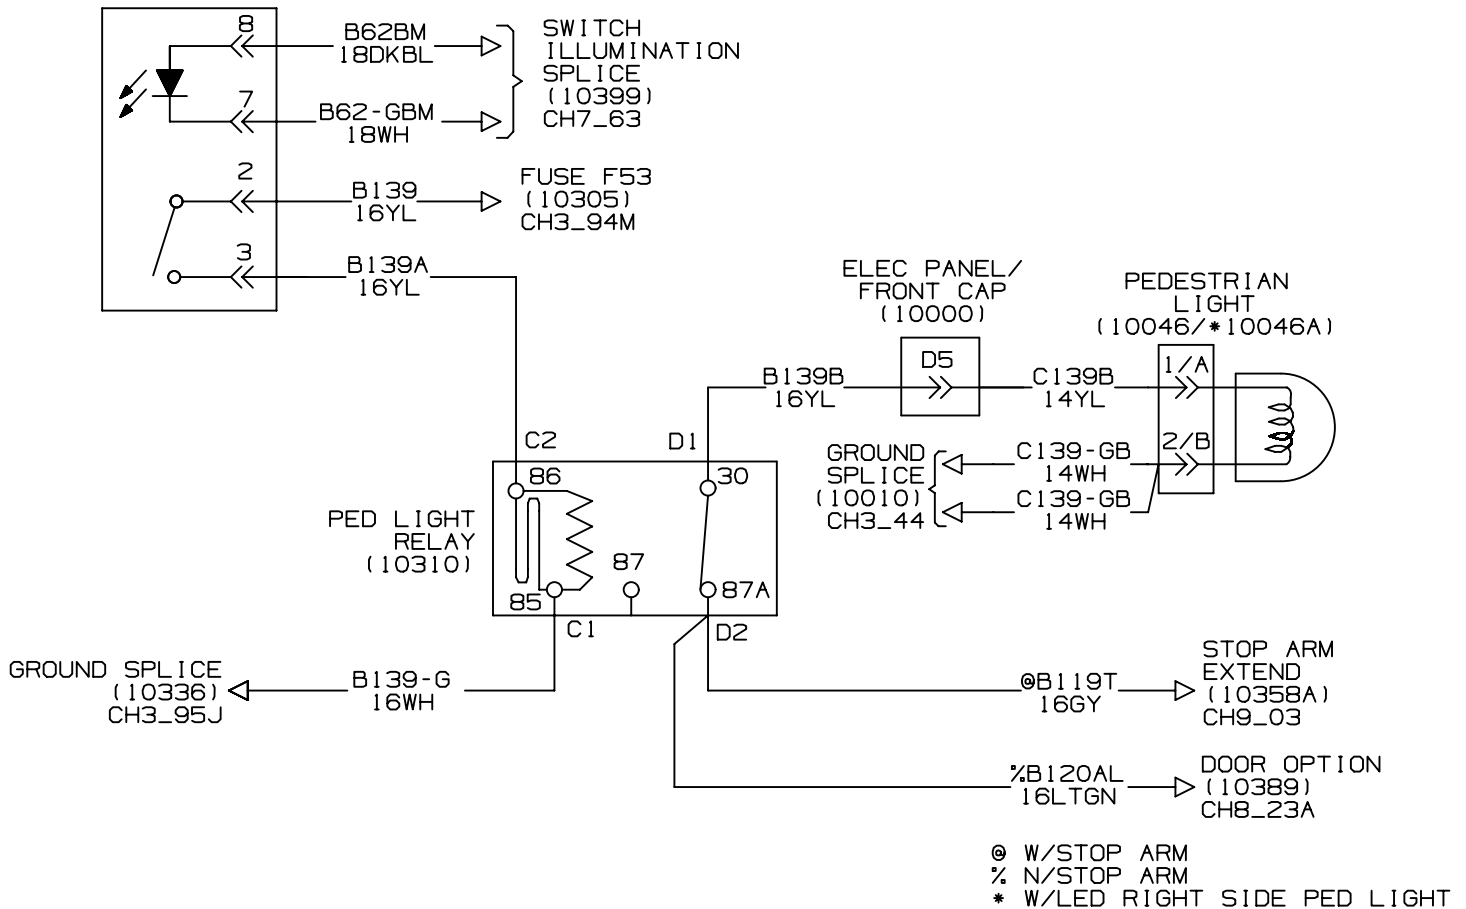 8
B62BM
18DKBL
SWITCH
ILLUMINATION
SPLICE
(10399)
CH7_63
7
B62-GBM
18WH
2
B139
16YL
FUSE F53
(10305)
CH3_94M
3
B139A
16YL
ELEC PANEL/
FRONT CAP
(10000)
D5
PEDESTRIAN
LIGHT
(10046/*10046A)
1/A
B139B
16YL
C139B
14YL
2/B
GROUND
SPLICE
(10010)
CH3_44
C139-GB
14WH
C139-GB
14WH
C2
D1
86
30
PED LIGHT
RELAY
(10310)
87
85
87A
C1
D2
GROUND SPLICE
(10336)
CH3_95J
B139-G
16WH
@B119T
16GY
STOP ARM
EXTEND
(10358A)
CH9_03
%B120AL
16LTGN
DOOR OPTION
(10389)
CH8_23A
@ W/STOP ARM
% N/STOP ARM
* W/LED RIGHT SIDE PED LIGHT